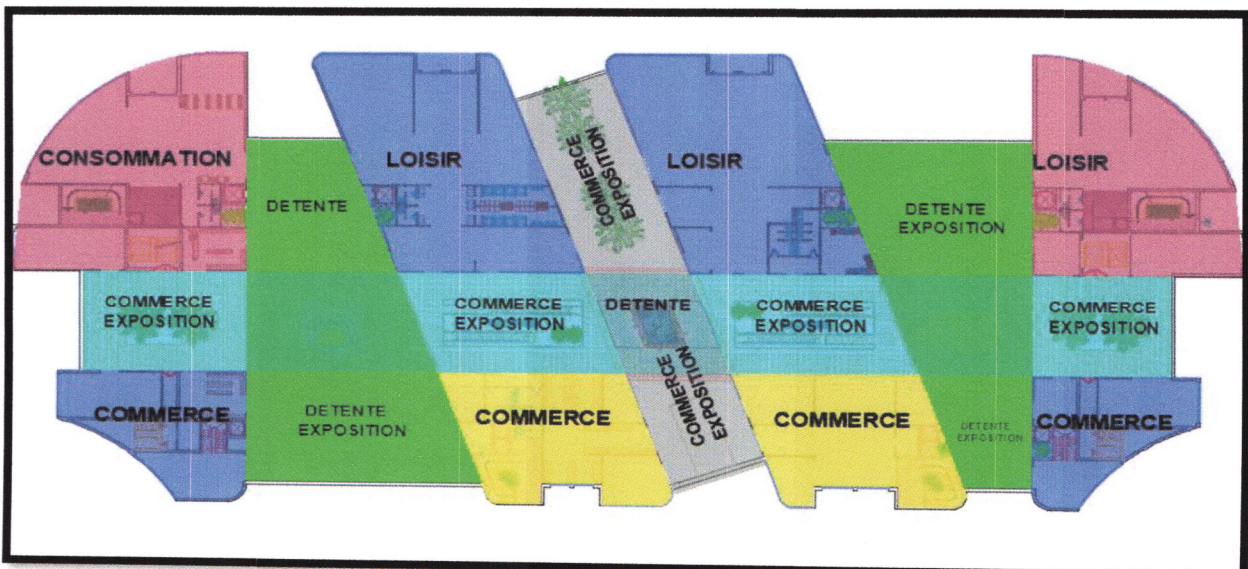 CONSOMMATION
LOISIR
LOISIR
LOISIR
COMMERCE
EXPOSITION
DETENTE
DETENTE
EXPOSITION
COMMERCE
EXPOSITION
COMMERCE
EXPOSITION
DETENTE
COMMERCE
EXPOSITION
COMMERCE
EXPOSITION
COMMERCE
EXPOSITION
COMMERCE
DETENTE
EXPOSITION
COMMERCE
COMMERCE
DETENTE
EXPOSITION
COMMERCE